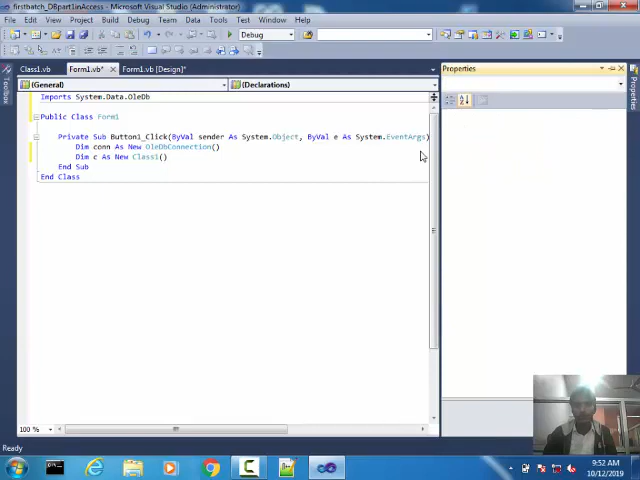 firstbatch_DBpart1inAccess - Microsoft Visual Studio (Administrator)
File Edit View Project Build Debug Team Data Tools Test Window Help
Debug
Class1.vb Form1.vb* Form1.vb [Design]*
Properties
(General) (Declarations)
Imports System.Data.OleDb
Public Class Form1
Private Sub Button1_Click(ByVal sender As System.Object, ByVal e As System.EventArgs)
Dim conn As New OleDbConnection()
Dim c As New Class1()
End Sub
End Class
Toolbox
Properties
100 %
Ready
9:52 AM
10/12/2019